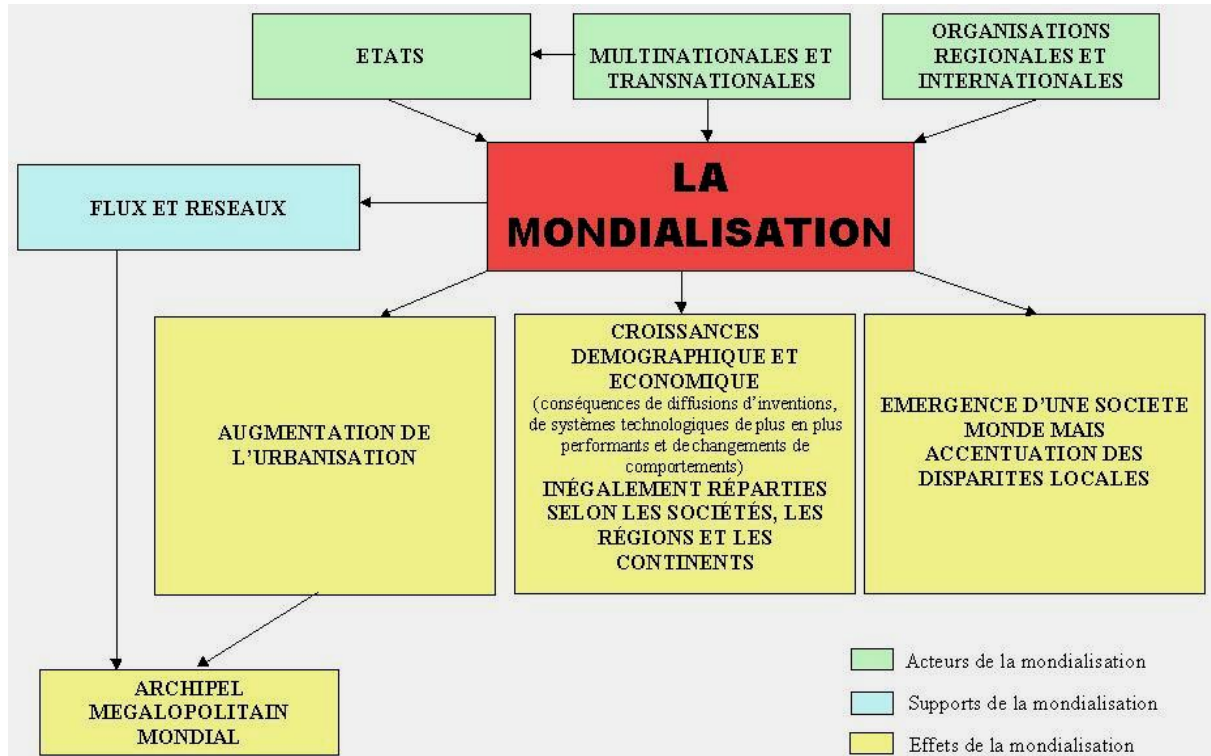 ETATS
MULTINATIONALES ET
TRANSNATIONALES
ORGANISATIONS
REGIONALES ET
INTERNATIONALES
LA
MONDIALISATION
FLUX ET RESEAUX
AUGMENTATION DE
L'URBANISATION
CROISSANCES
DEMOGRAPHIQUE ET
ECONOMIQUE
(conséquences de diffusions d'inventions,
de systèmes technologiques de plus en plus
performants et de changements de
comportements)
INÉGALEMENT RÉPARTIES
SELON LES SOCIÉTÉS, LES
RÉGIONS ET LES
CONTINENTS
EMERGENCE D'UNE SOCIETE
MONDE MAIS
ACCENTUATION DES
DISPARITES LOCALES
ARCHIPEL
MEGALOPOLITAIN
MONDIAL
Acteurs de la mondialisation
Supports de la mondialisation
Effets de la mondialisation